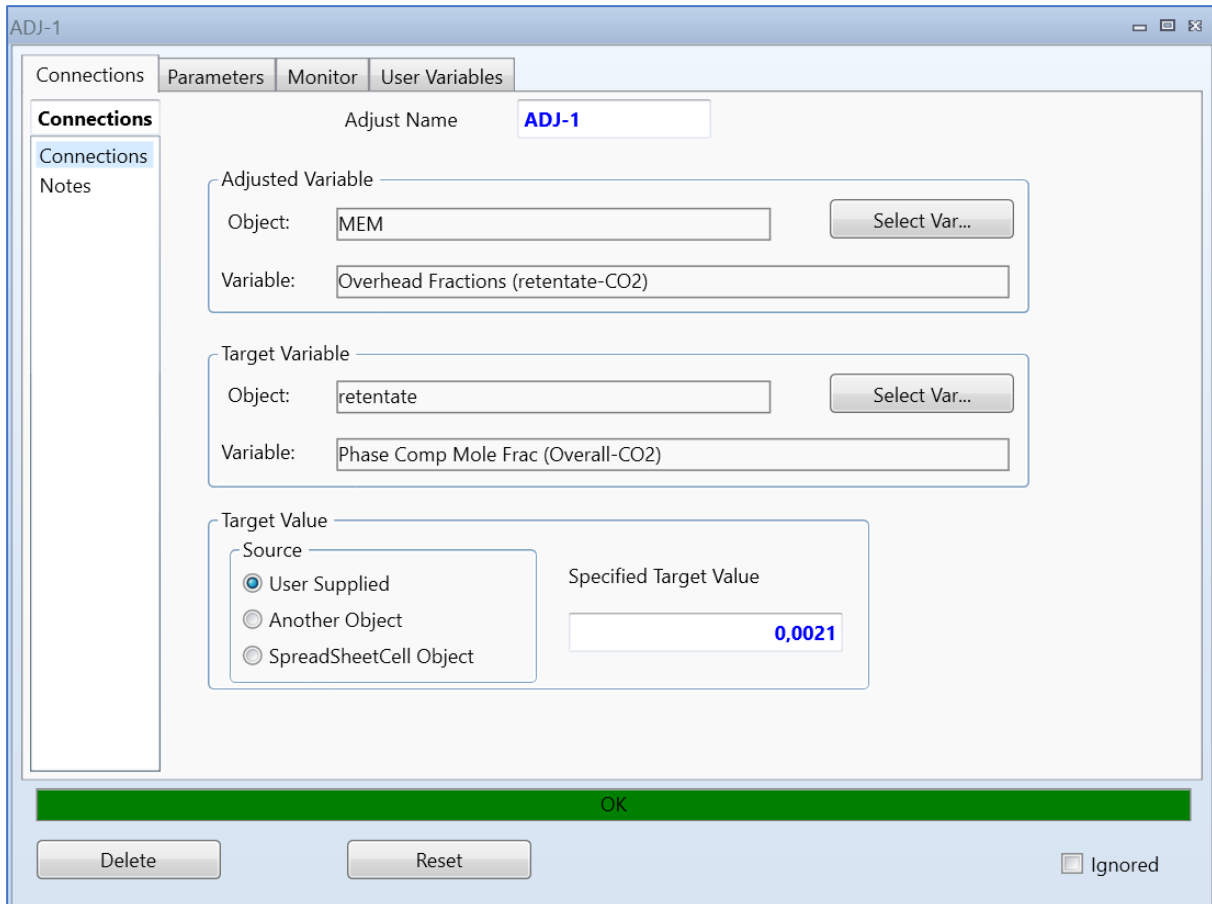 ADJ-1
Connections Parameters Monitor User Variables
Connections
Connections
Notes
Adjust Name ADJ-1
Adjusted Variable
Object: MEM Select Var...
Variable: Overhead Fractions (retentate-CO2)
Target Variable
Object: retentate Select Var...
Variable: Phase Comp Mole Frac (Overall-CO2)
Target Value
Source
User Supplied
Another Object
SpreadSheetCell Object
Specified Target Value
0,0021
OK
Delete Reset Ignored